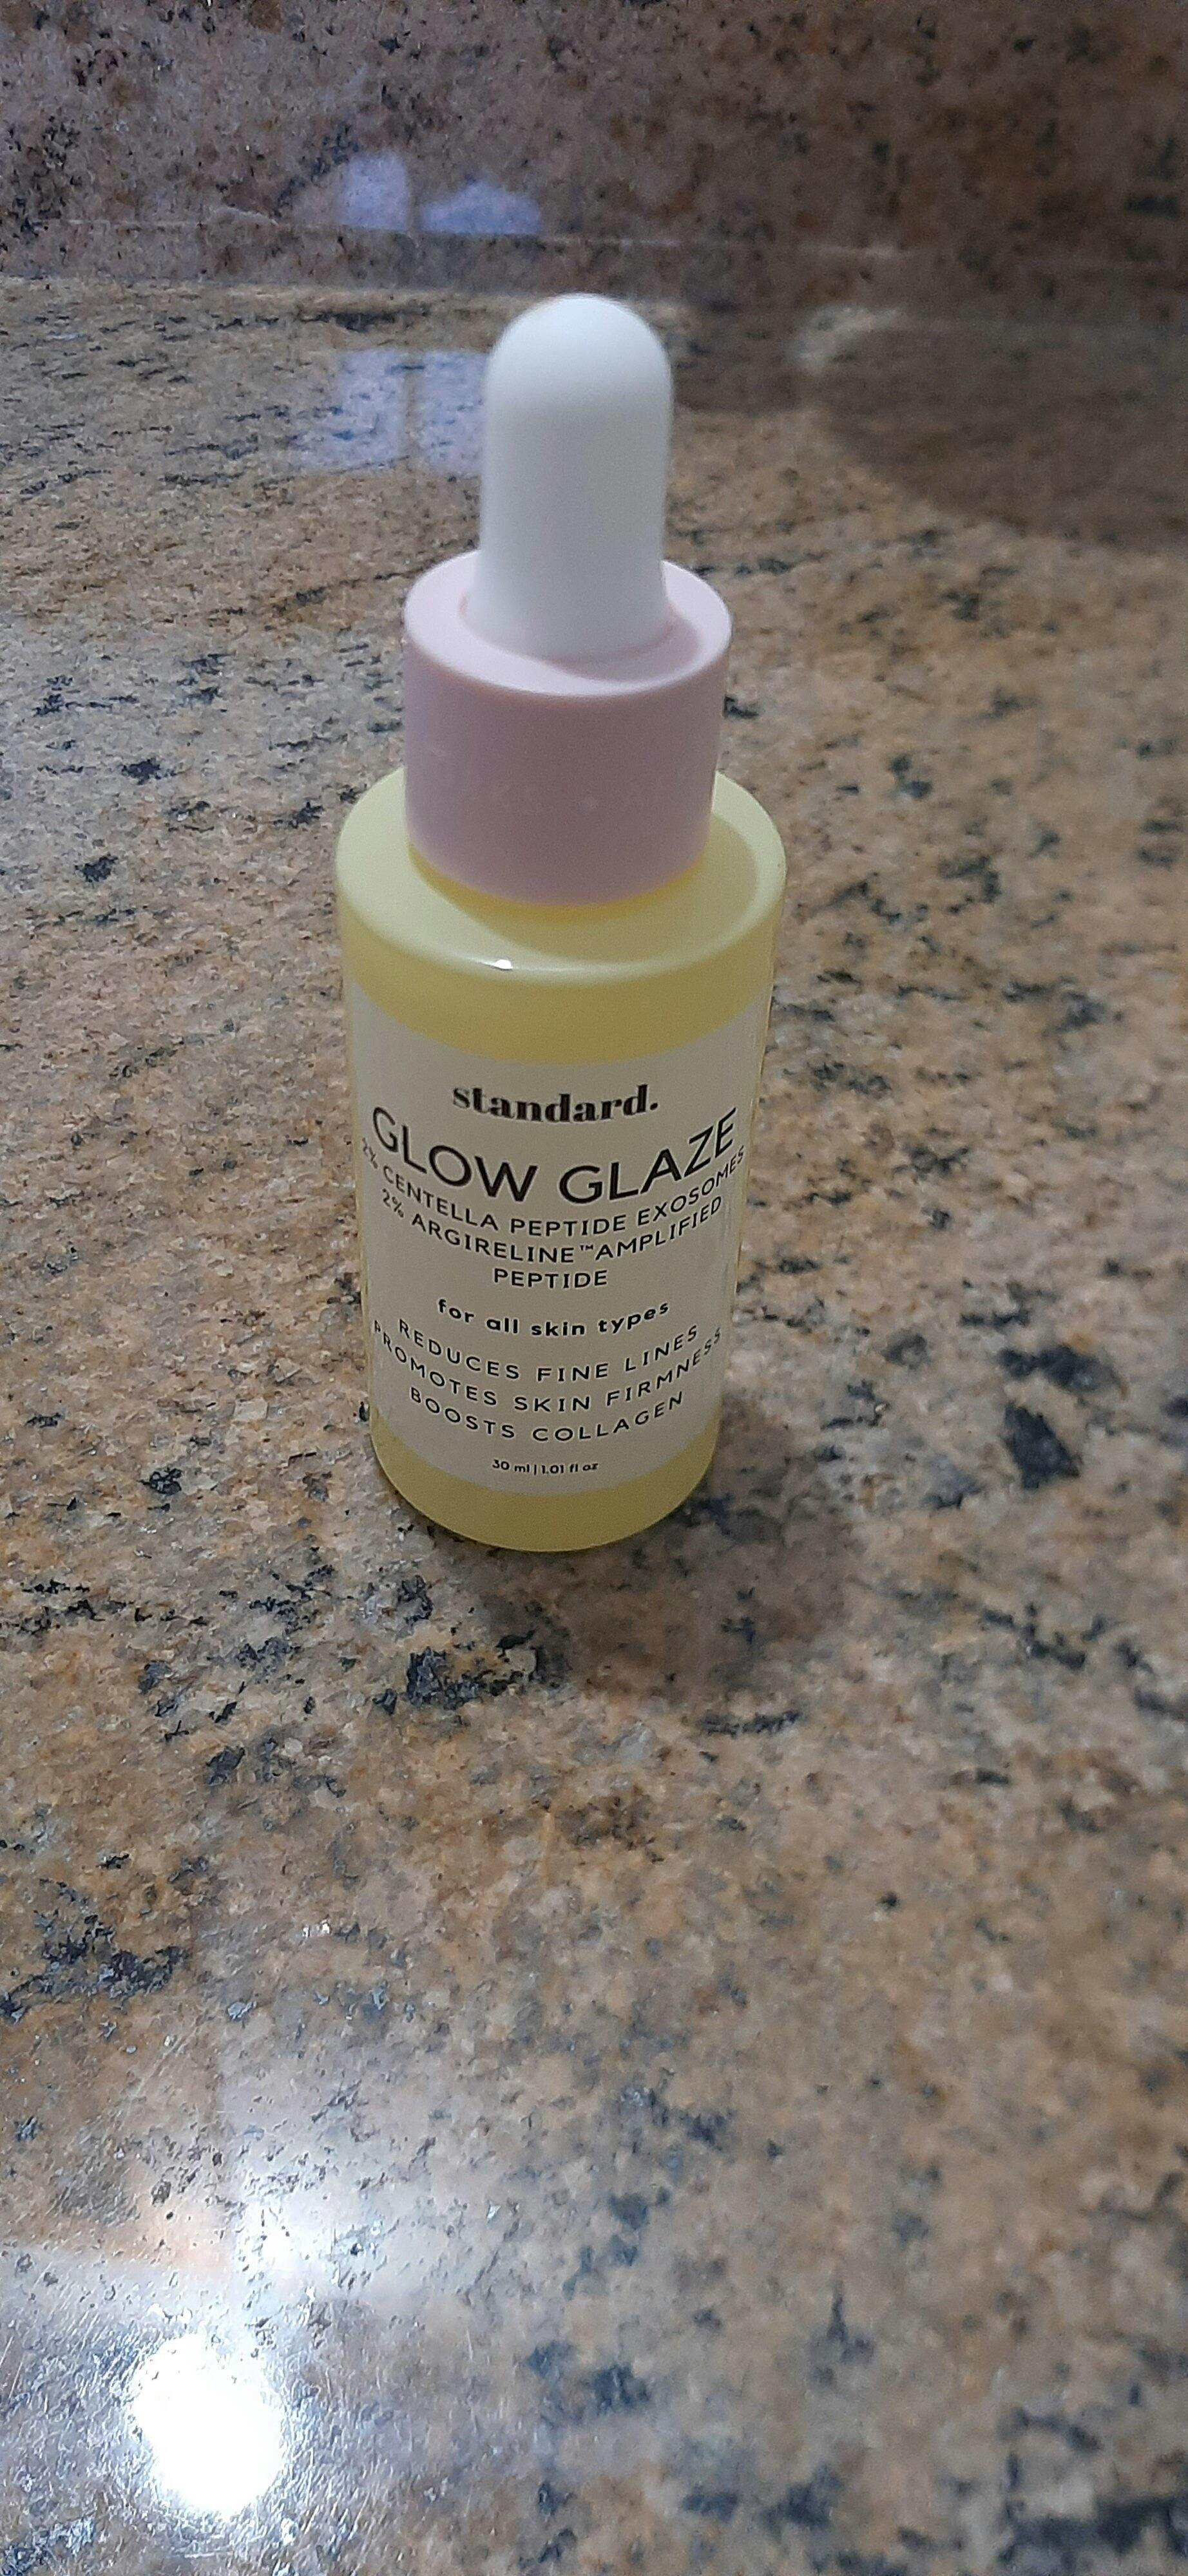 standard.
GLOW GLAZE
2% CENTELLA PEPTIDE EXOSOMES
2% ARGIRELINE™AMPLIFIED
PEPTIDE
for all skin types
REDUCES FINE LINES
PROMOTES SKIN FIRMNESS
BOOSTS COLLAGEN
30 ml | 1.01 fl oz